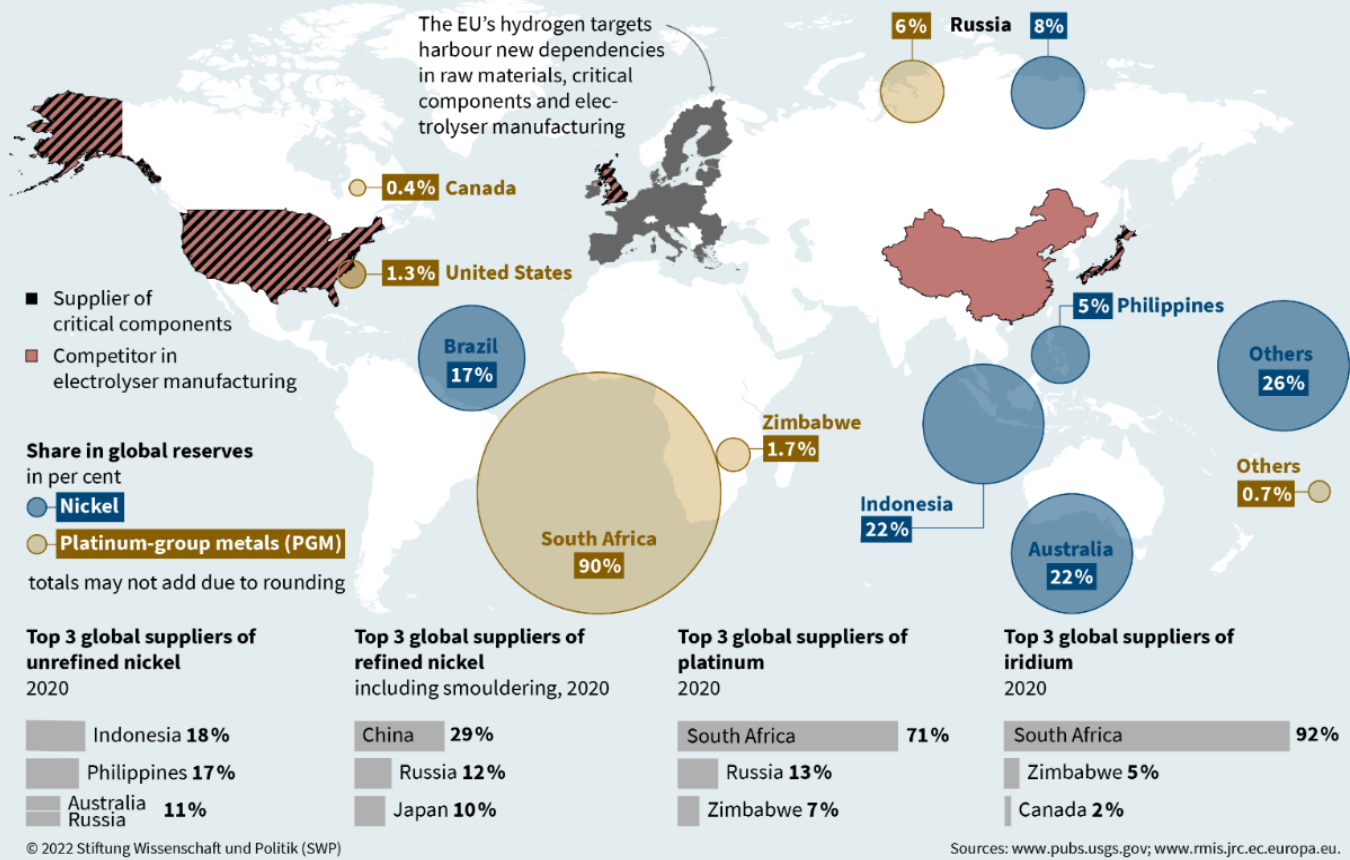 The EU’s hydrogen targets
harbour new dependencies
in raw materials, critical
components and elec-
trolyser manufacturing
6% Russia 8%
0.4% Canada
1.3% United States
Supplier of
critical components
Competitor in
electrolyser manufacturing
5% Philippines
Brazil
17%
Others
26%
Zimbabwe
1.7%
Share in global reserves
in per cent
Nickel
Platinum-group metals (PGM)
totals may not add due to rounding
South Africa
90%
Indonesia
22%
Australia
22%
Others
0.7%
Top 3 global suppliers of
unrefined nickel
2020
Indonesia 18%
Philippines 17%
Australia
Russia
11%
Top 3 global suppliers of
refined nickel
including smouldering, 2020
China 29%
Russia 12%
Japan 10%
Top 3 global suppliers of
platinum
2020
South Africa 71%
Russia 13%
Zimbabwe 7%
Top 3 global suppliers of
iridium
2020
South Africa 92%
Zimbabwe 5%
Canada 2%
© 2022 Stiftung Wissenschaft und Politik (SWP)
Sources: www.pubs.usgs.gov; www.rmis.jrc.ec.europa.eu.